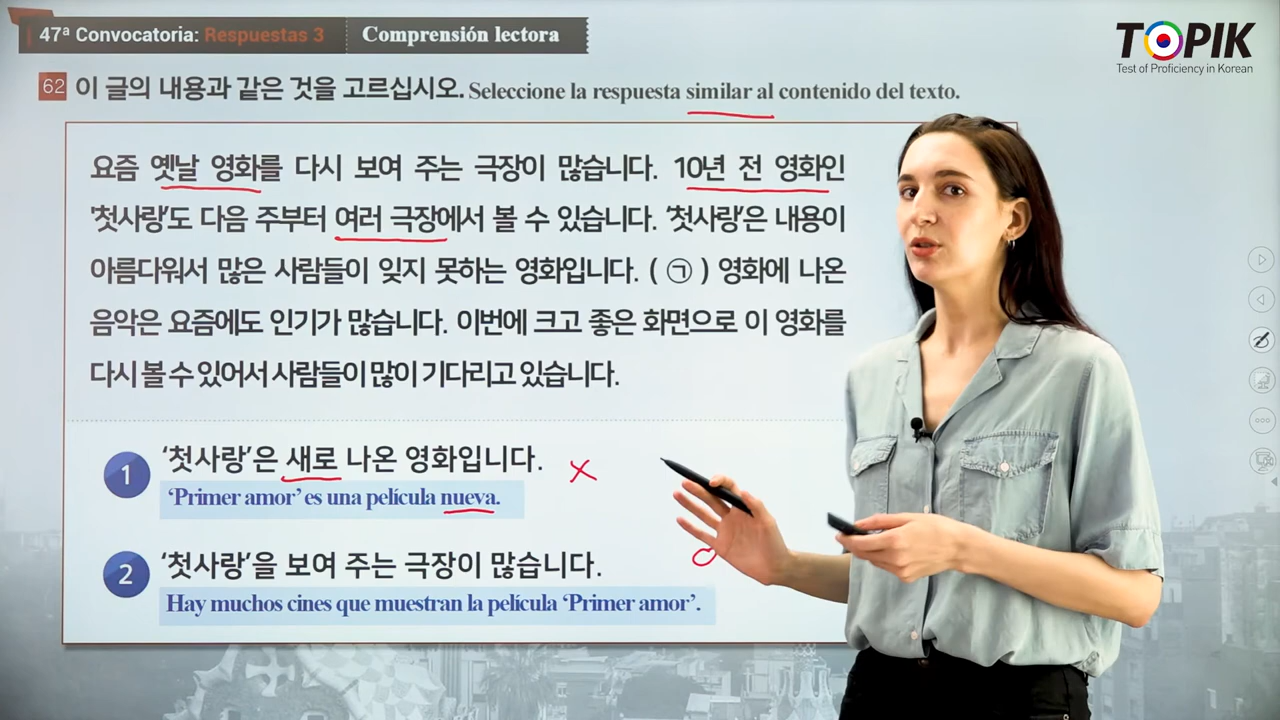 47ª Convocatoria: Respuestas 3 Comprensión lectora
TOPIK
Test of Proficiency in Korean
62 이 글의 내용과 같은 것을 고르십시오. Seleccione la respuesta similar al contenido del texto.
요즘 옛날 영화를 다시 보여 주는 극장이 많습니다. 10년 전 영화인
'첫사랑'도 다음 주부터 여러 극장에서 볼 수 있습니다. '첫사랑'은 내용이
아름다워서 많은 사람들이 잊지 못하는 영화입니다. ( ㉠ ) 영화에 나온
음악은 요즘에도 인기가 많습니다. 이번에 크고 좋은 화면으로 이 영화를
다시 볼 수 있어서 사람들이 많이 기다리고 있습니다.
1 '첫사랑'은 새로 나온 영화입니다.
'Primer amor' es una película nueva.
2 '첫사랑'을 보여 주는 극장이 많습니다.
Hay muchos cines que muestran la película 'Primer amor'.